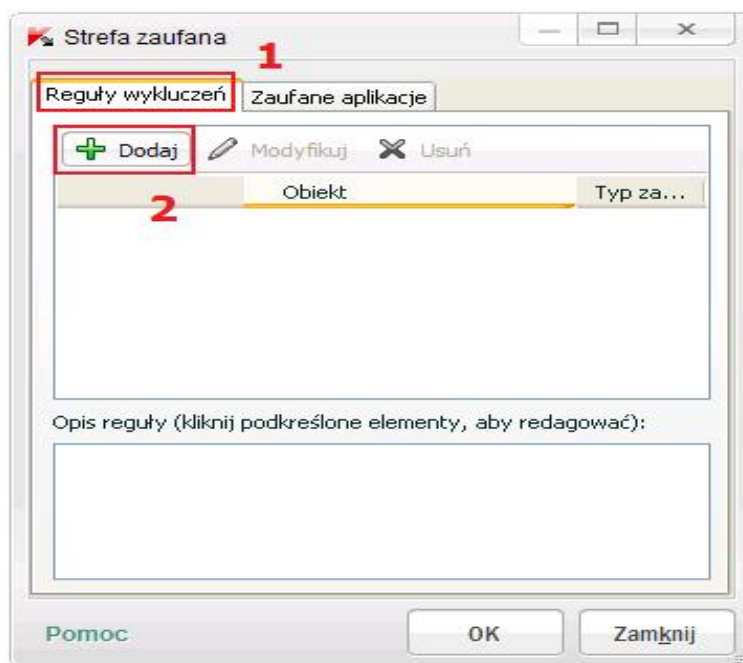 Strefa zaufana
1
Reguły wykluczeń Zaufane aplikacje
Dodaj Modyfikuj Usuń
2
Obiekt Typ za...
Opis reguły (kliknij podkreślone elementy, aby redagować):
Pomoc OK Zamknij